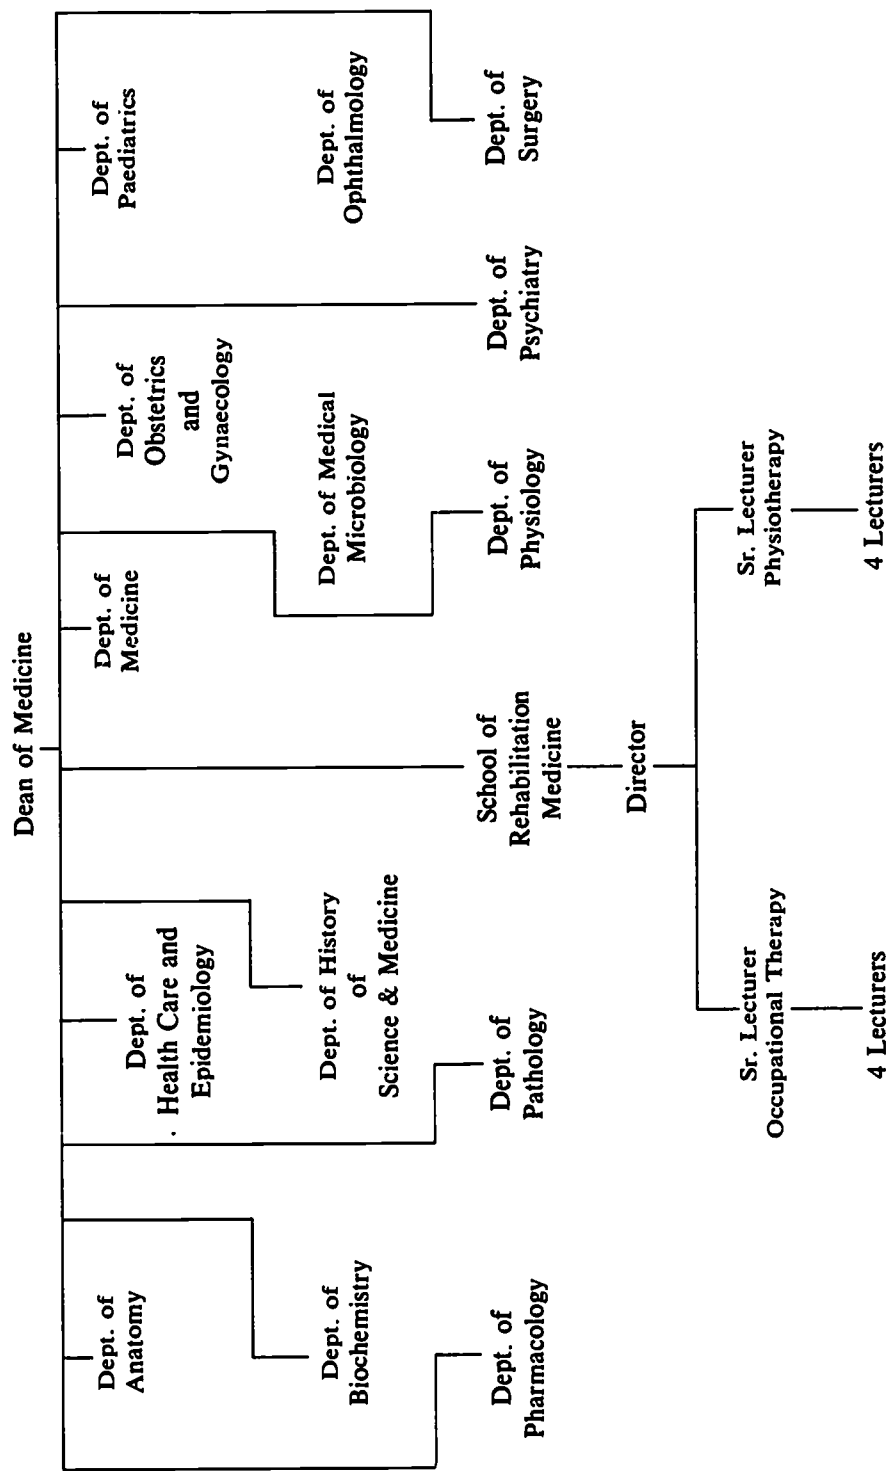 Dean of Medicine
Dept. of
Anatomy
Dept. of
Health Care and
Epidemiology
Dept. of
Medicine
Dept. of
Obstetrics
and
Gynaecology
Dept. of
Paediatrics
Dept. of
Biochemistry
Dept. of History
of
Science & Medicine
Dept. of Medical
Microbiology
Dept. of
Ophthalmology
Dept. of
Pharmacology
Dept. of
Pathology
School of
Rehabilitation
Medicine
Dept. of
Physiology
Dept. of
Psychiatry
Dept. of
Surgery
Director
Sr. Lecturer
Occupational Therapy
Sr. Lecturer
Physiotherapy
4 Lecturers
4 Lecturers